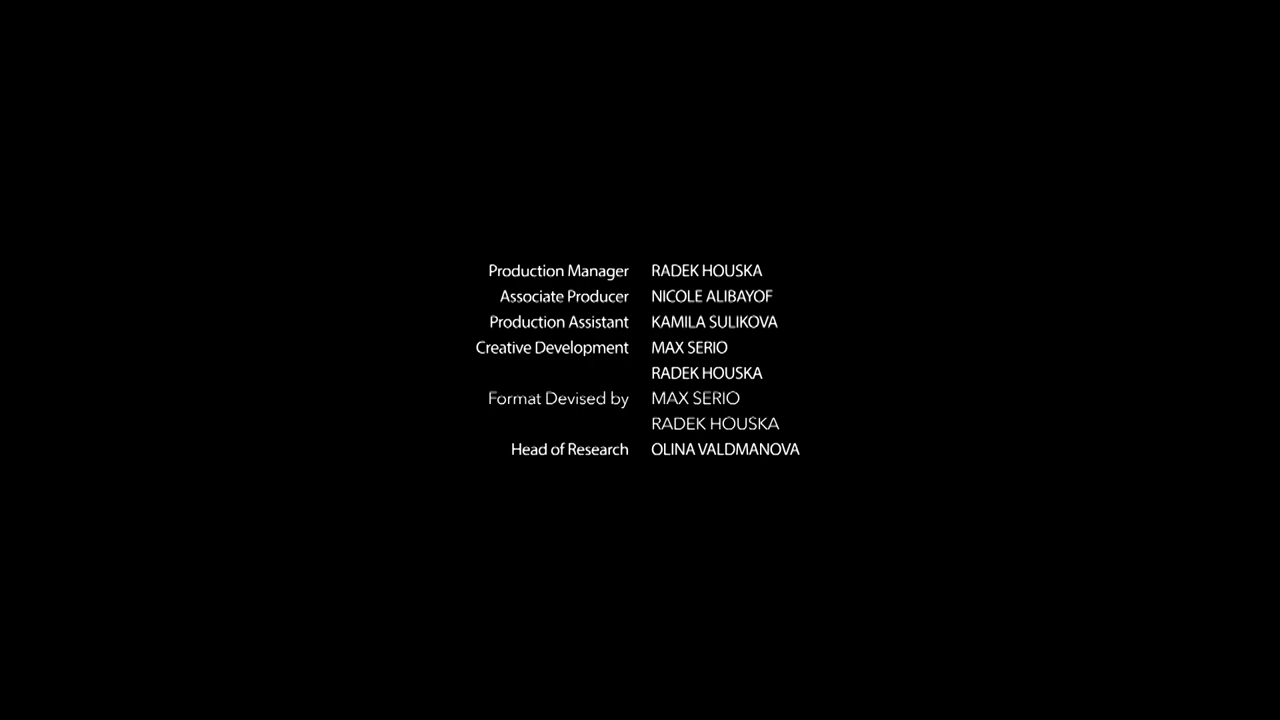 Production Manager RADEK HOUSKA
Associate Producer NICOLE ALIBAYOF
Production Assistant KAMILA SULIKOVA
Creative Development MAX SERIO
RADEK HOUSKA
Format Devised by MAX SERIO
RADEK HOUSKA
Head of Research OLINA VALDMANOVA